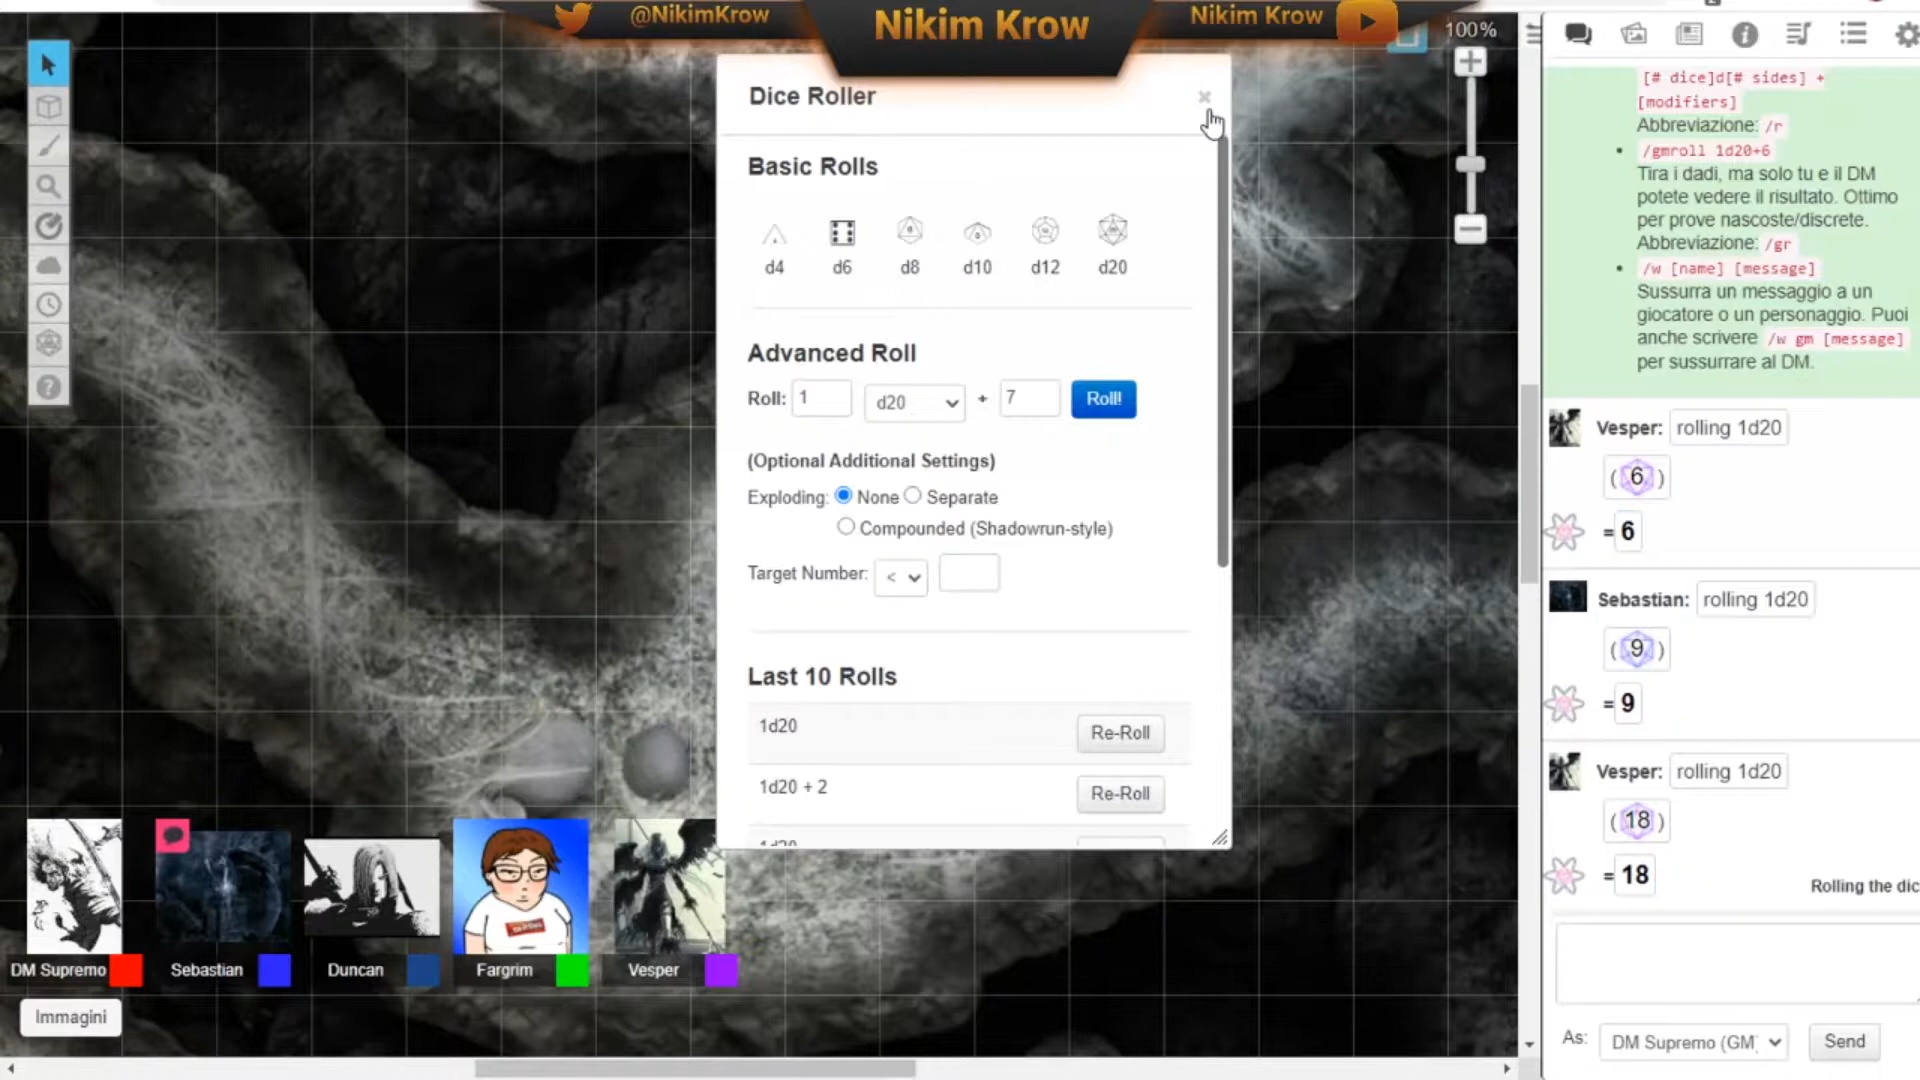 @NikimKrow
Nikim Krow
Nikim Krow
100%
Dice Roller
Basic Rolls
d4 d6 d8 d10 d12 d20
Advanced Roll
Roll: 1 d20 + 7 Roll!
(Optional Additional Settings)
Exploding: None Separate
Compounded (Shadowrun-style)
Target Number: <
Last 10 Rolls
1d20 Re-Roll
1d20 + 2 Re-Roll
DM Supremo
Sebastian
Duncan
Fargrim
Vesper
Immagini
[# dice]d[# sides] +
[modifiers]
Abbreviazione: /r
• /gmroll 1d20+6
Tira i dadi, ma solo tu e il DM
potete vedere il risultato. Ottimo
per prove nascoste/discrete.
Abbreviazione: /gr
• /w [name] [message]
Sussurra un messaggio a un
giocatore o un personaggio. Puoi
anche scrivere /w gm [message]
per sussurrare al DM.
Vesper: rolling 1d20
(6)
= 6
Sebastian: rolling 1d20
(9)
= 9
Vesper: rolling 1d20
(18)
= 18
Rolling the dic
As: DM Supremo (GM) Send